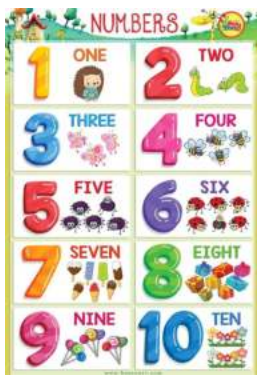 NUMBERS
1 ONE
2 TWO
3 THREE
4 FOUR
5 FIVE
6 SIX
7 SEVEN
8 EIGHT
9 NINE
10 TEN